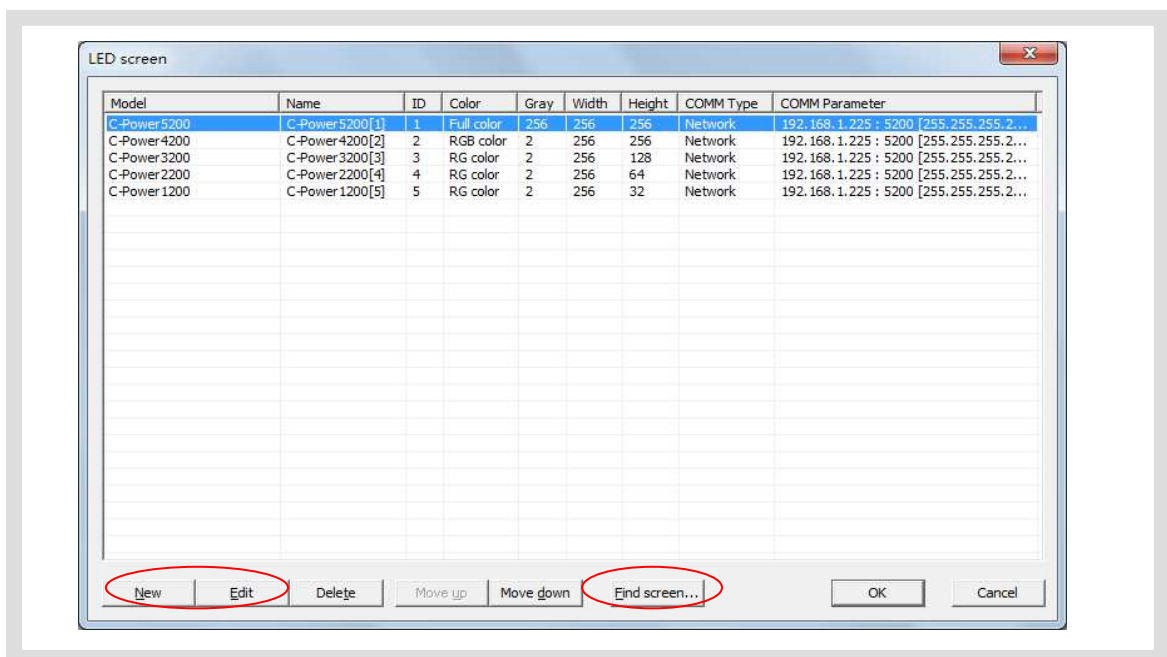 LED screen
Model Name ID Color Gray Width Height COMM Type COMM Parameter
C-Power5200 C-Power5200[1] 1 Full color 256 256 256 Network 192.168.1.225 : 5200 [255.255.255.2...
C-Power4200 C-Power4200[2] 2 RGB color 2 256 256 Network 192.168.1.225 : 5200 [255.255.255.2...
C-Power3200 C-Power3200[3] 3 RG color 2 256 128 Network 192.168.1.225 : 5200 [255.255.255.2...
C-Power2200 C-Power2200[4] 4 RG color 2 256 64 Network 192.168.1.225 : 5200 [255.255.255.2...
C-Power1200 C-Power1200[5] 5 RG color 2 256 32 Network 192.168.1.225 : 5200 [255.255.255.2...
New Edit Delete Move up Move down Find screen... OK Cancel